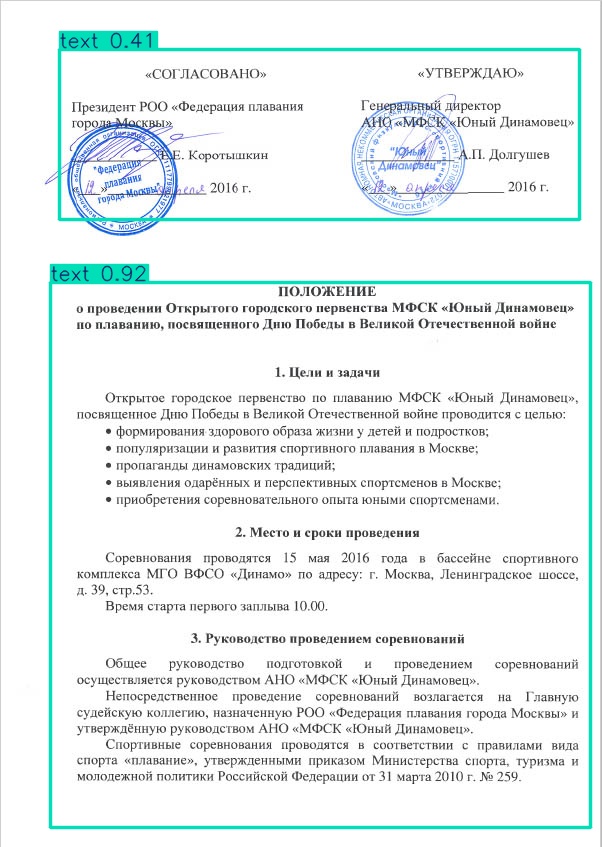 text 0.41
«СОГЛАСОВАНО»
Президент РОО «Федерация плавания
города Москвы»
Е. Коротышкин
«12» апреля 2016 г.
«УТВЕРЖДАЮ»
Генеральный директор
АНО «МФСК «Юный Динамовец»
А.П. Долгушев
«12» апреля 2016 г.
"Федерация
плавания
города Москвы"
"Юный
Динамовец"
text 0.92
ПОЛОЖЕНИЕ
о проведении Открытого городского первенства МФСК «Юный Динамовец»
по плаванию, посвященного Дню Победы в Великой Отечественной войне
1. Цели и задачи
Открытое городское первенство по плаванию МФСК «Юный Динамовец»,
посвященное Дню Победы в Великой Отечественной войне проводится с целью:
• формирования здорового образа жизни у детей и подростков;
• популяризации и развития спортивного плавания в Москве;
• пропаганды динамовских традиций;
• выявления одарённых и перспективных спортсменов в Москве;
• приобретения соревновательного опыта юными спортсменами.
2. Место и сроки проведения
Соревнования проводятся 15 мая 2016 года в бассейне спортивного
комплекса МГО ВФСО «Динамо» по адресу: г. Москва, Ленинградское шоссе,
д. 39, стр.53.
Время старта первого заплыва 10.00.
3. Руководство проведением соревнований
Общее руководство подготовкой и проведением соревнований
осуществляется руководством АНО «МФСК «Юный Динамовец».
Непосредственное проведение соревнований возлагается на Главную
судейскую коллегию, назначенную РОО «Федерация плавания города Москвы» и
утверждённую руководством АНО «МФСК «Юный Динамовец».
Спортивные соревнования проводятся в соответствии с правилами вида
спорта «плавание», утвержденными приказом Министерства спорта, туризма и
молодежной политики Российской Федерации от 31 марта 2010 г. № 259.